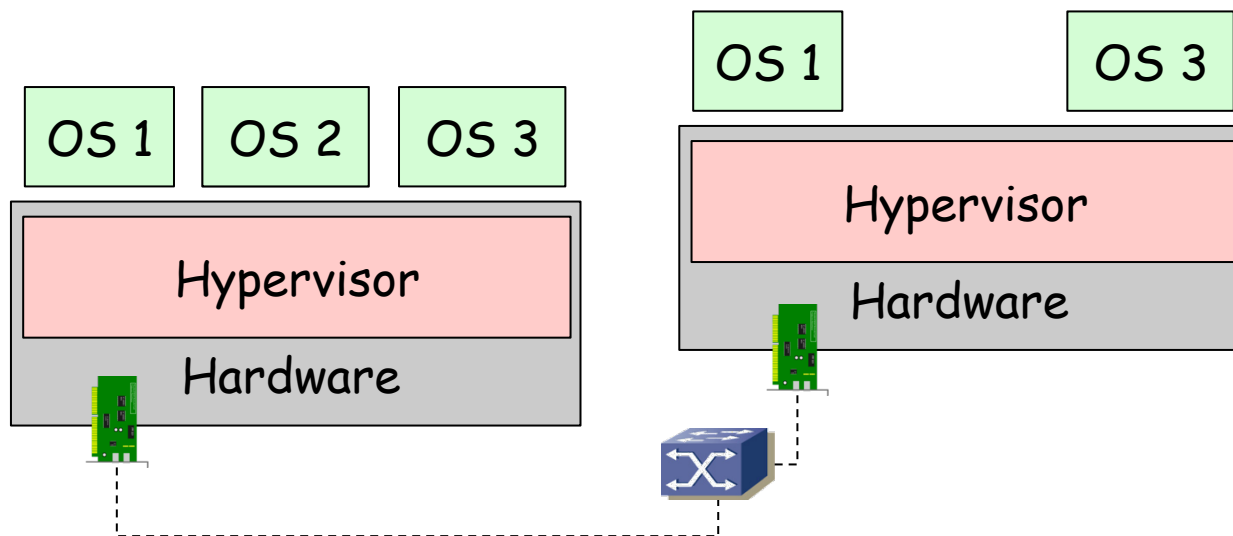 OS 1 OS 2 OS 3
Hypervisor
Hardware
OS 1 OS 3
Hypervisor
Hardware